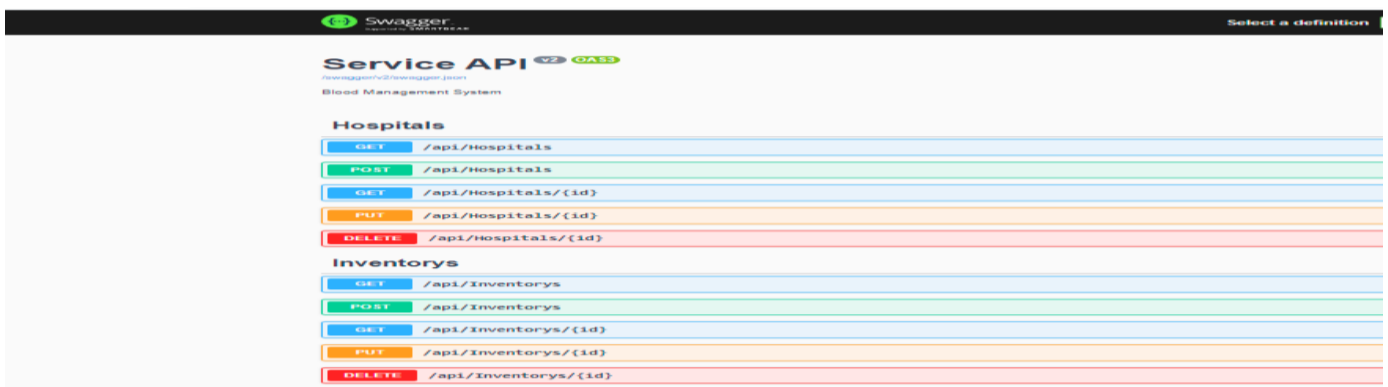 Swagger.
Supported by SMARTBEAR
Select a definition
Service API v2 OAS3
/swagger/v2/swagger.json
Blood Management System
Hospitals
GET /api/Hospitals
POST /api/Hospitals
GET /api/Hospitals/{id}
PUT /api/Hospitals/{id}
DELETE /api/Hospitals/{id}
Inventorys
GET /api/Inventorys
POST /api/Inventorys
GET /api/Inventorys/{id}
PUT /api/Inventorys/{id}
DELETE /api/Inventorys/{id}